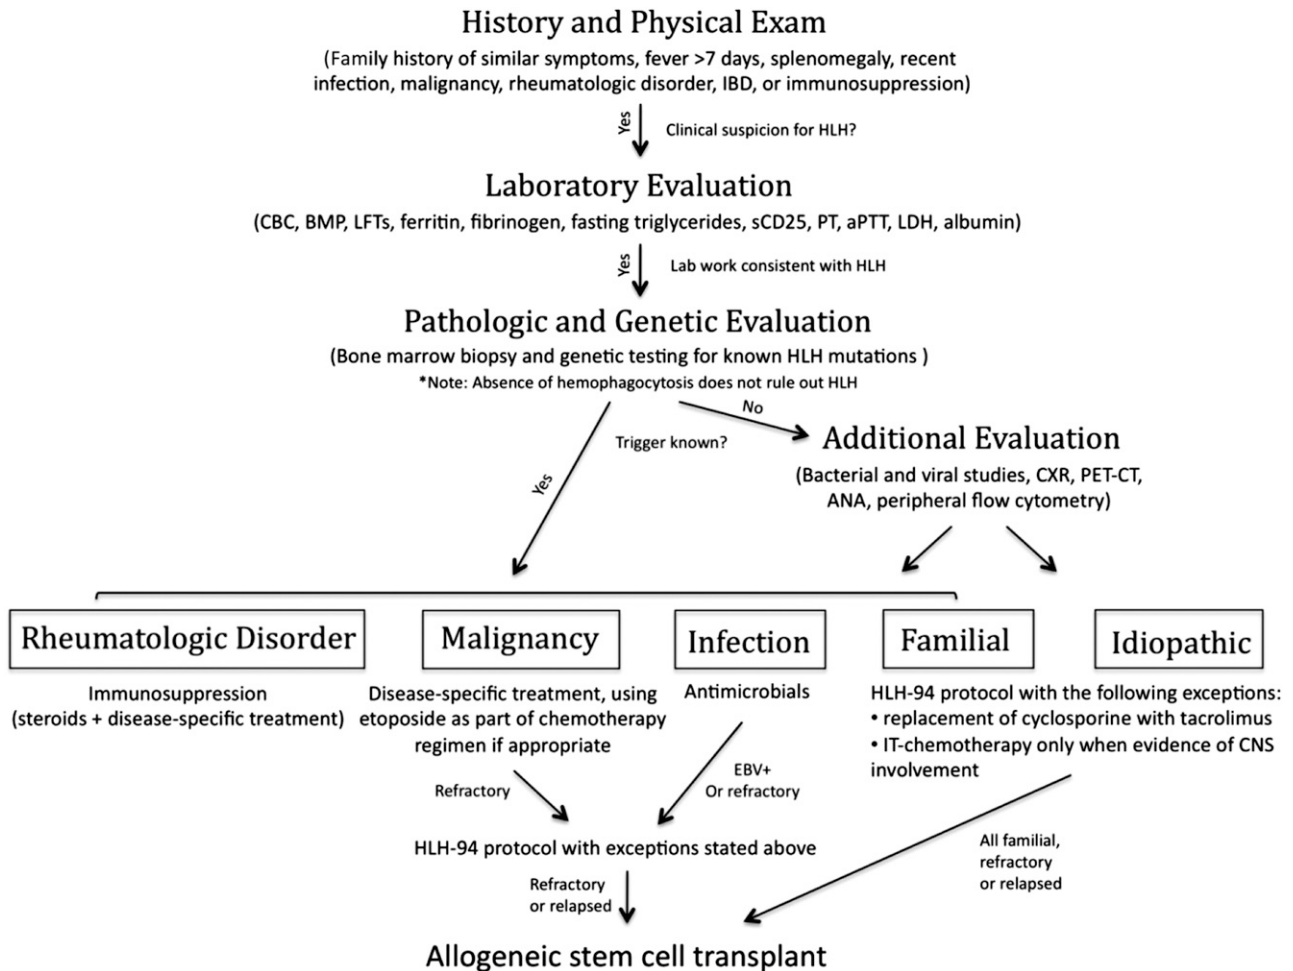 History and Physical Exam
(Family history of similar symptoms, fever >7 days, splenomegaly, recent
infection, malignancy, rheumatologic disorder, IBD, or immunosuppression)
Yes
Clinical suspicion for HLH?
Laboratory Evaluation
(CBC, BMP, LFTs, ferritin, fibrinogen, fasting triglycerides, sCD25, PT, aPTT, LDH, albumin)
Yes
Lab work consistent with HLH
Pathologic and Genetic Evaluation
(Bone marrow biopsy and genetic testing for known HLH mutations )
*Note: Absence of hemophagocytosis does not rule out HLH
No
Trigger known?
Yes
Additional Evaluation
(Bacterial and viral studies, CXR, PET-CT,
ANA, peripheral flow cytometry)
Rheumatologic Disorder
Immunosuppression
(steroids + disease-specific treatment)
Malignancy
Disease-specific treatment, using
etoposide as part of chemotherapy
regimen if appropriate
Refractory
Infection
Antimicrobials
EBV+
Or refractory
Familial
Idiopathic
HLH-94 protocol with the following exceptions:
• replacement of cyclosporine with tacrolimus
• IT-chemotherapy only when evidence of CNS
involvement
HLH-94 protocol with exceptions stated above
Refractory
or relapsed
All familial,
refractory
or relapsed
Allogeneic stem cell transplant